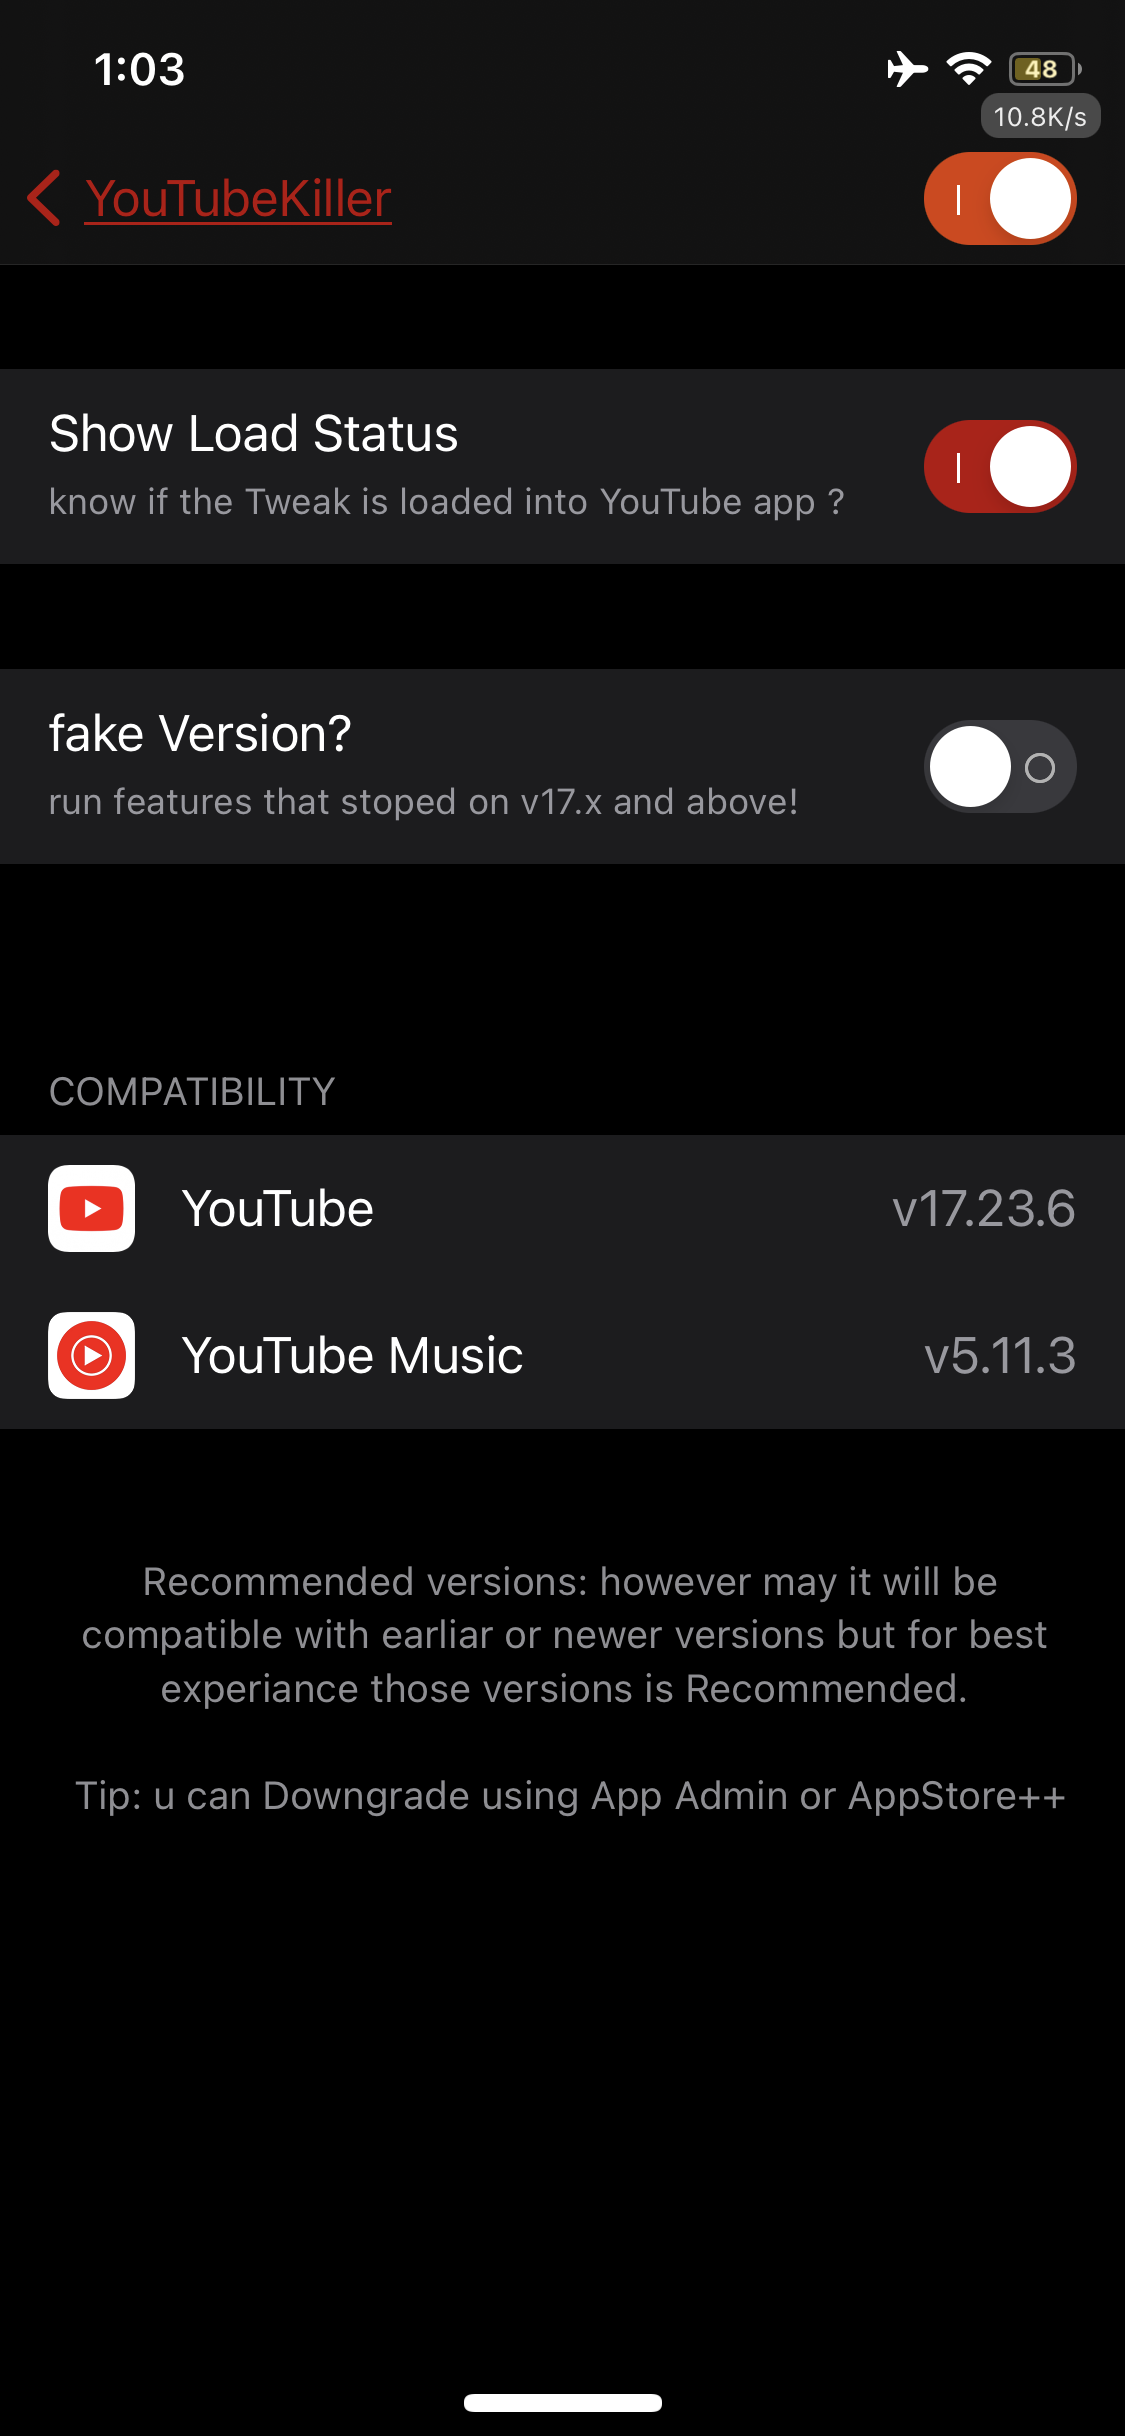 1:03
48
10.8K/s
YouTubeKiller
Show Load Status
know if the Tweak is loaded into YouTube app ?
fake Version?
run features that stoped on v17.x and above!
COMPATIBILITY
YouTube v17.23.6
YouTube Music v5.11.3
Recommended versions: however may it will be
compatible with earliar or newer versions but for best
experiance those versions is Recommended.
Tip: u can Downgrade using App Admin or AppStore++